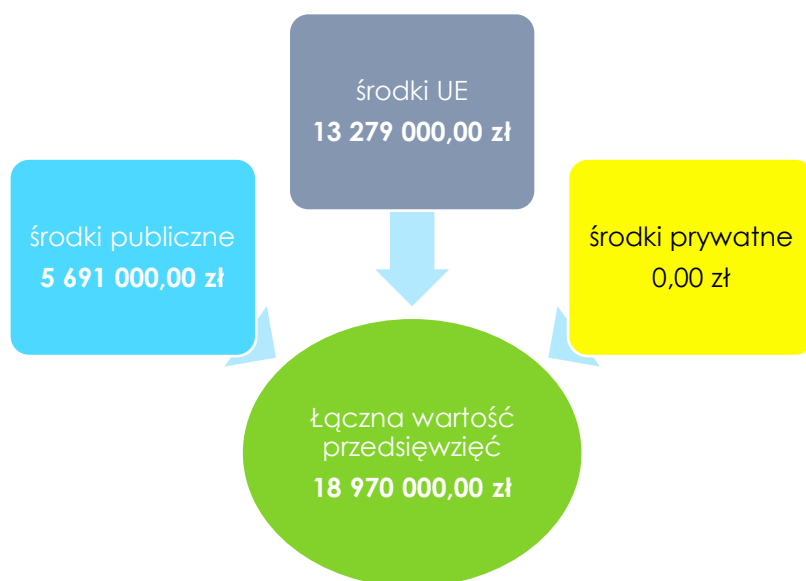 środki UE
13 279 000,00 zł
środki publiczne
5 691 000,00 zł
środki prywatne
0,00 zł
Łączna wartość
przedsięwzięć
18 970 000,00 zł